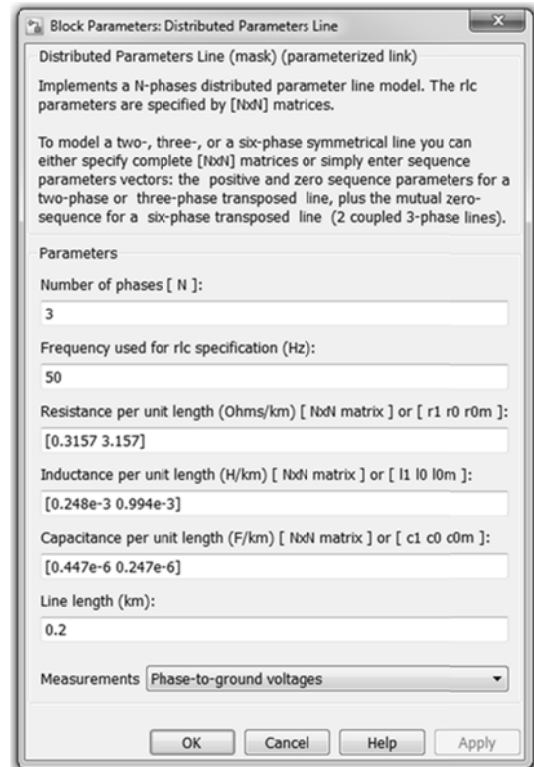 Block Parameters: Distributed Parameters Line
Distributed Parameters Line (mask) (parameterized link)
Implements a N-phases distributed parameter line model. The rlc
parameters are specified by [NxN] matrices.
To model a two-, three-, or a six-phase symmetrical line you can
either specify complete [NxN] matrices or simply enter sequence
parameters vectors: the positive and zero sequence parameters for a
two-phase or three-phase transposed line, plus the mutual zero-
sequence for a six-phase transposed line (2 coupled 3-phase lines).
Parameters
Number of phases [ N ]:
3
Frequency used for rlc specification (Hz):
50
Resistance per unit length (Ohms/km) [ NxN matrix ] or [ r1 r0 r0m ]:
[0.3157 3.157]
Inductance per unit length (H/km) [ NxN matrix ] or [ l1 l0 l0m ]:
[0.248e-3 0.994e-3]
Capacitance per unit length (F/km) [ NxN matrix ] or [ c1 c0 c0m ]:
[0.447e-6 0.247e-6]
Line length (km):
0.2
Measurements Phase-to-ground voltages
OK Cancel Help Apply